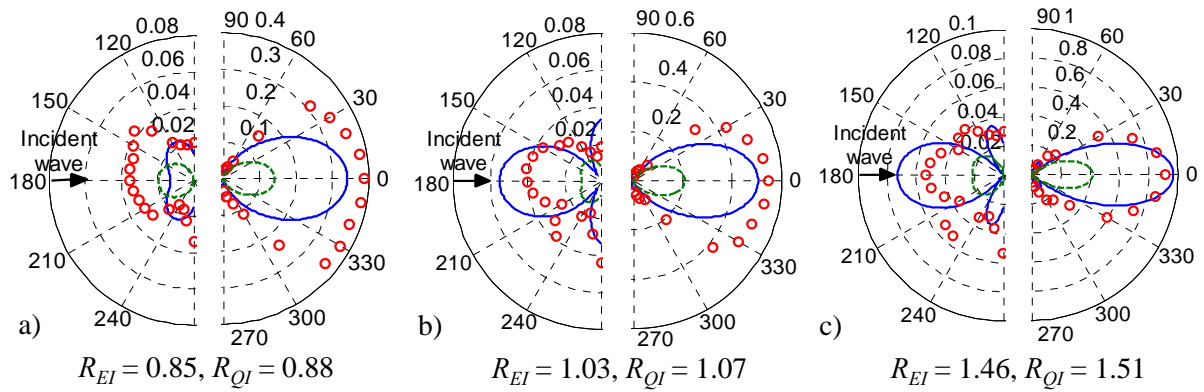 0.08 90 0.4
120 0.06 0.3 60
150 0.04 0.2 30
0.02 0.1
Incident
wave
180 0
210 330
240 300
270
a)
R_EI = 0.85, R_QI = 0.88
0.08 90 0.6
120 0.06 60
0.4
150 0.04 30
0.2
0.02
Incident
wave
180 0
210 330
240 300
270
b)
R_EI = 1.03, R_QI = 1.07
0.1 90 1
120 0.08 0.8 60
0.06 0.6
150 0.04 0.4 30
0.02 0.2
Incident
wave
180 0
210 330
240 300
270
c)
R_EI = 1.46, R_QI = 1.51